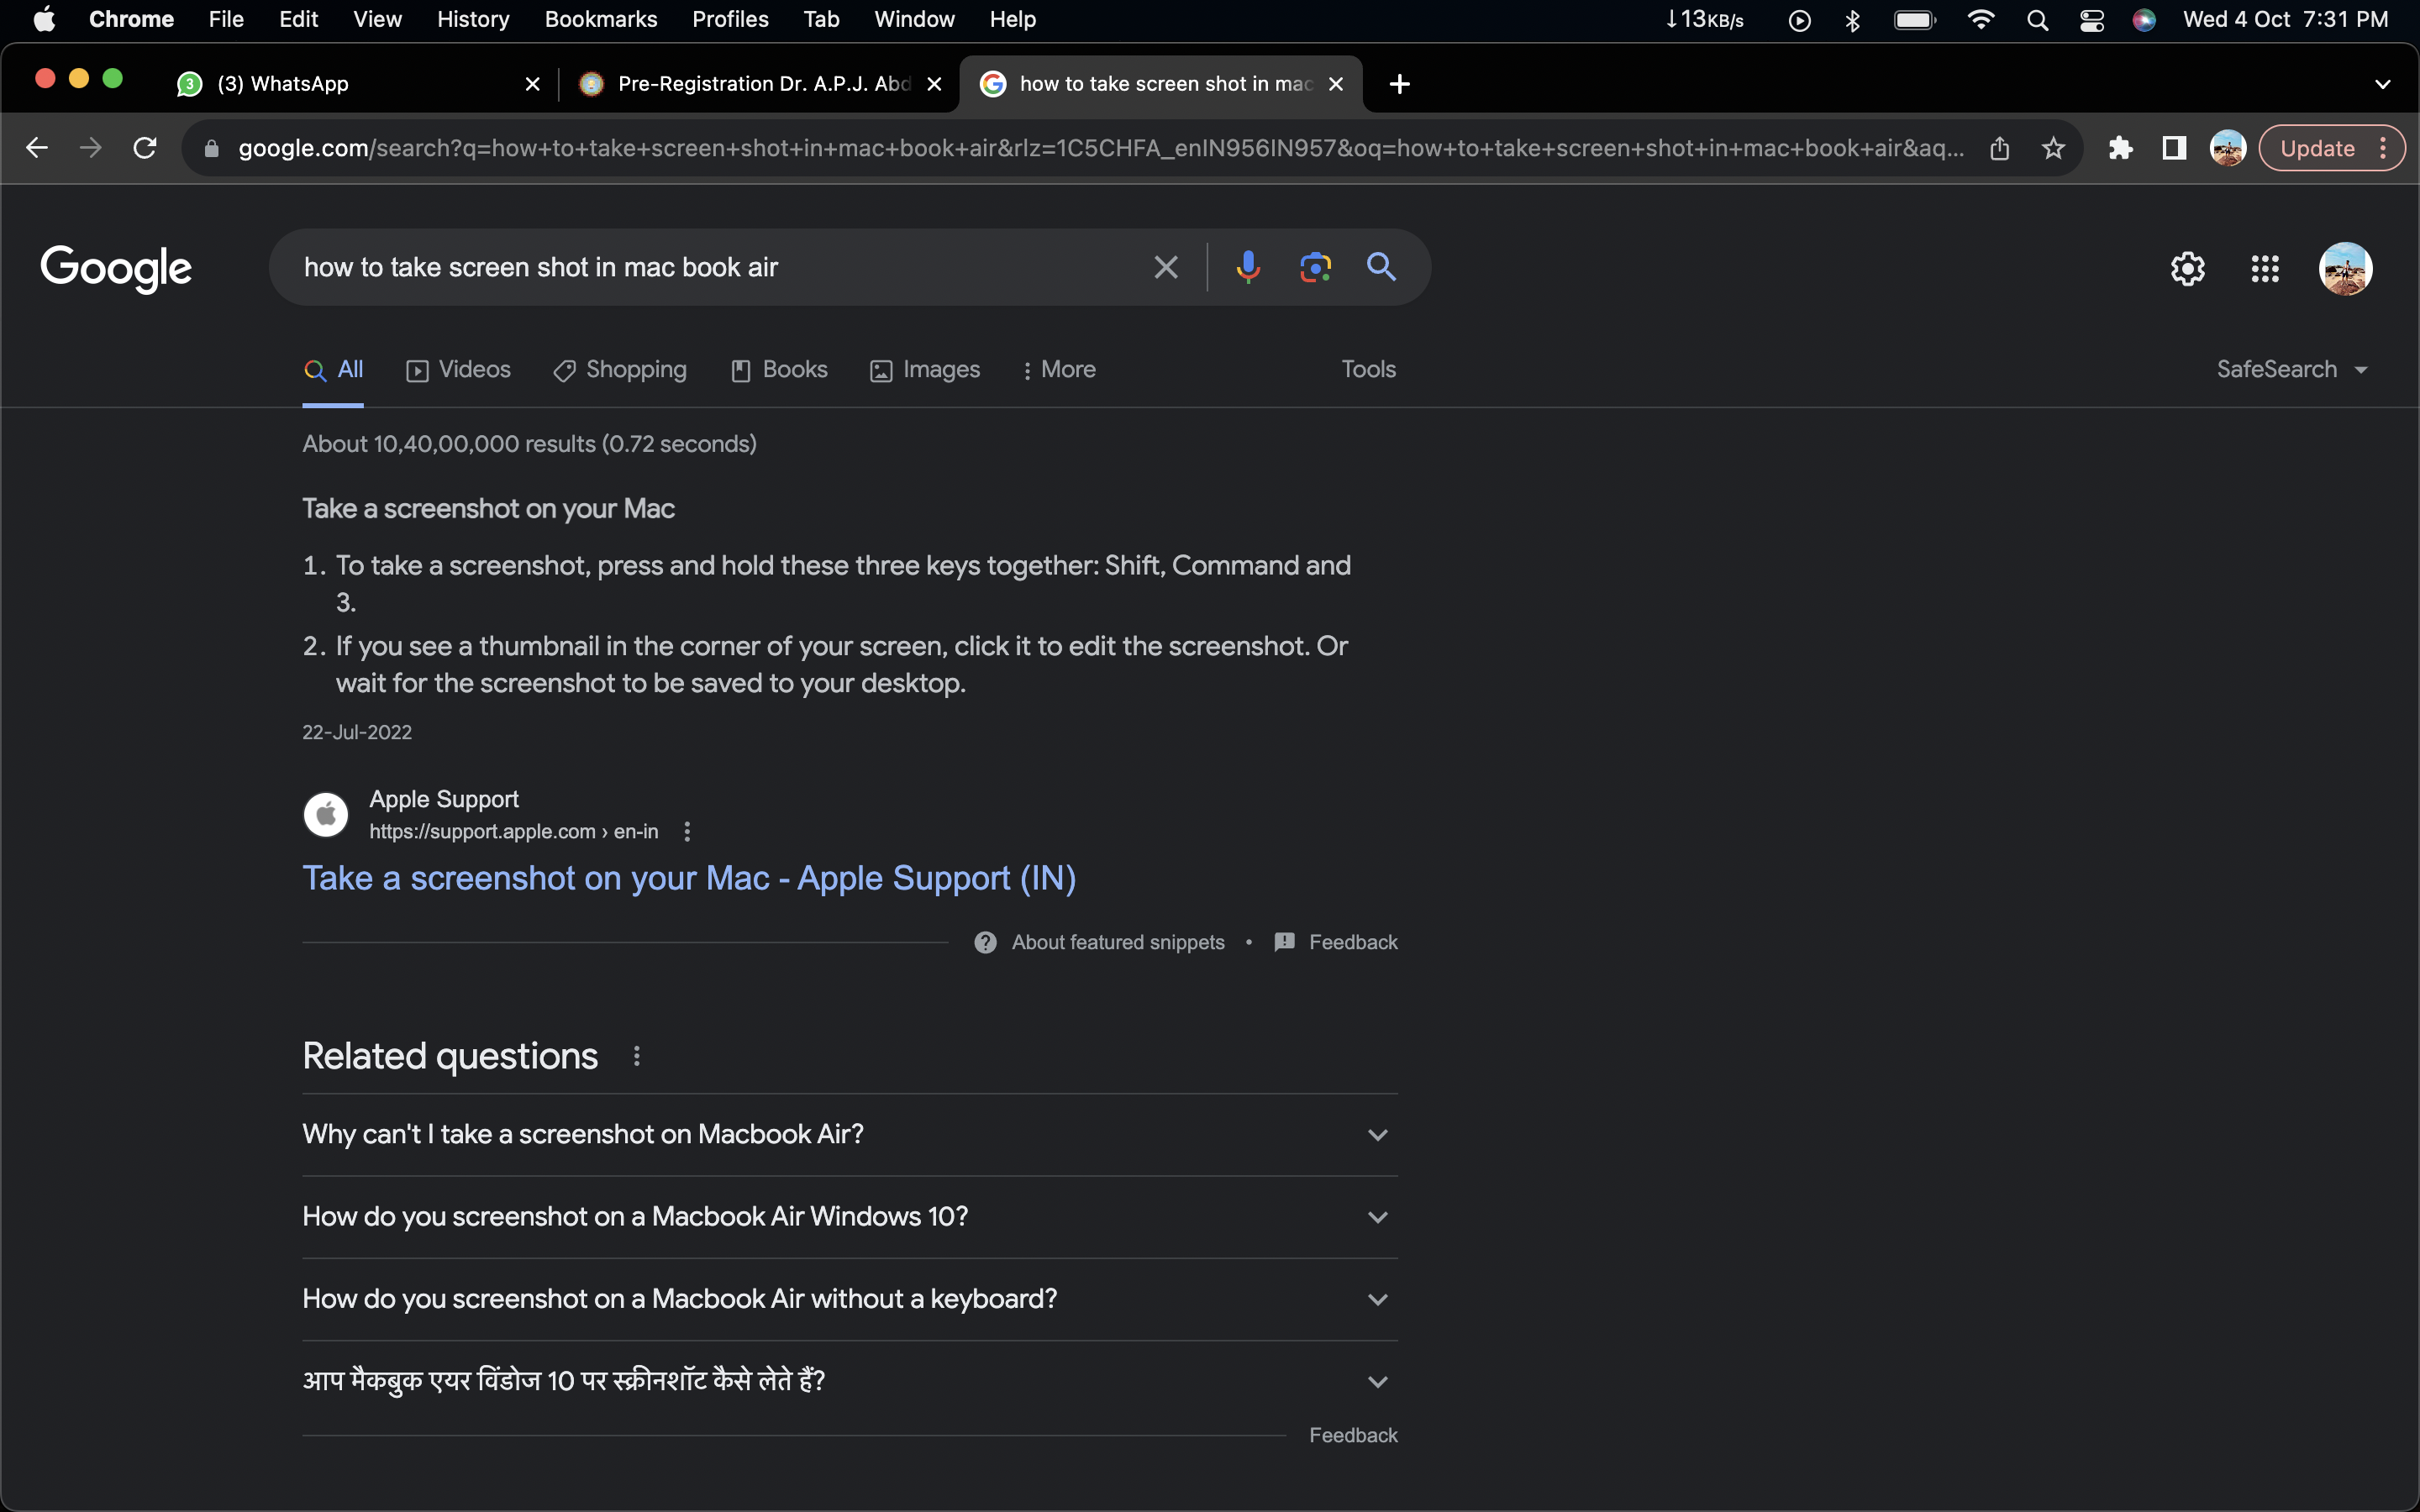 Chrome File Edit View History Bookmarks Profiles Tab Window Help ↓13KB/s Wed 4 Oct 7:31 PM
3 (3) WhatsApp Pre-Registration Dr. A.P.J. Abd how to take screen shot in mac
google.com/search?q=how+to+take+screen+shot+in+mac+book+air&rlz=1C5CHFA_enIN956IN957&oq=how+to+take+screen+shot+in+mac+book+air&aq... Update
Google how to take screen shot in mac book air
All Videos Shopping Books Images More Tools SafeSearch
About 10,40,00,000 results (0.72 seconds)
Take a screenshot on your Mac
1. To take a screenshot, press and hold these three keys together: Shift, Command and
3.
2. If you see a thumbnail in the corner of your screen, click it to edit the screenshot. Or
wait for the screenshot to be saved to your desktop.
22-Jul-2022
Apple Support
https://support.apple.com › en-in
Take a screenshot on your Mac - Apple Support (IN)
About featured snippets • Feedback
Related questions
Why can't I take a screenshot on Macbook Air?
How do you screenshot on a Macbook Air Windows 10?
How do you screenshot on a Macbook Air without a keyboard?
आप मैकबुक एयर विंडोज 10 पर स्क्रीनशॉट कैसे लेते हैं?
Feedback